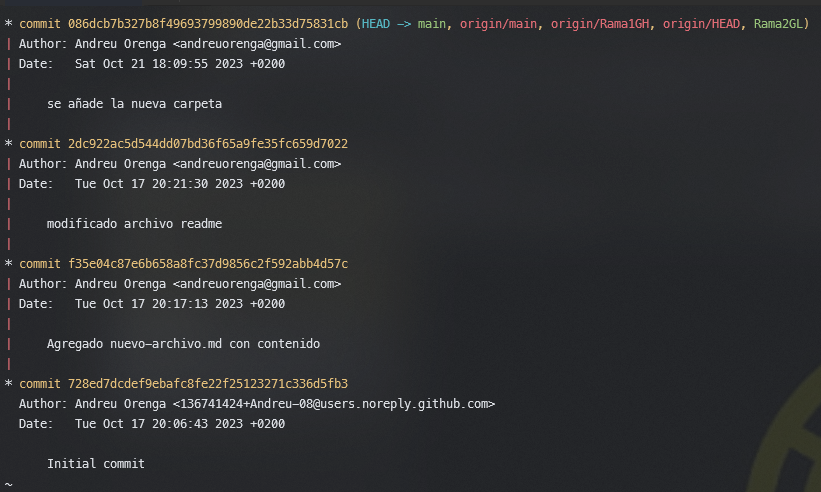 * commit 086dcb7b327b8f49693799890de22b33d75831cb (HEAD -> main, origin/main, origin/Rama1GH, origin/HEAD, Rama2GL)
| Author: Andreu Orenga <andreuorenga@gmail.com>
| Date:   Sat Oct 21 18:09:55 2023 +0200
|
|     se añade la nueva carpeta
|
* commit 2dc922ac5d544dd07bd36f65a9fe35fc659d7022
| Author: Andreu Orenga <andreuorenga@gmail.com>
| Date:   Tue Oct 17 20:21:30 2023 +0200
|
|     modificado archivo readme
|
* commit f35e04c87e6b658a8fc37d9856c2f592abb4d57c
| Author: Andreu Orenga <andreuorenga@gmail.com>
| Date:   Tue Oct 17 20:17:13 2023 +0200
|
|     Agregado nuevo-archivo.md con contenido
|
* commit 728ed7dcdef9ebafc8fe22f25123271c336d5fb3
  Author: Andreu Orenga <136741424+Andreu-08@users.noreply.github.com>
  Date:   Tue Oct 17 20:06:43 2023 +0200

      Initial commit
~